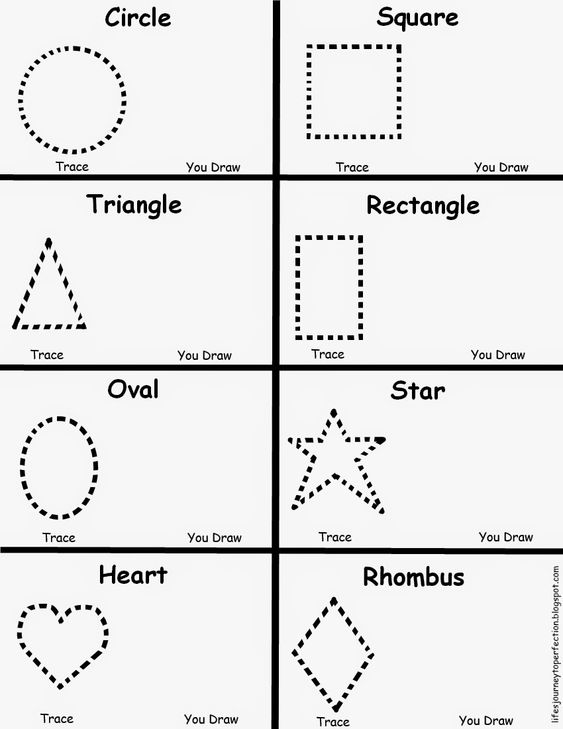 Circle
Trace You Draw
Square
Trace You Draw
Triangle
Trace You Draw
Rectangle
Trace You Draw
Oval
Trace You Draw
Star
Trace You Draw
Heart
Trace You Draw
Rhombus
Trace You Draw
lifesjourneytoperfection.blogspot.com